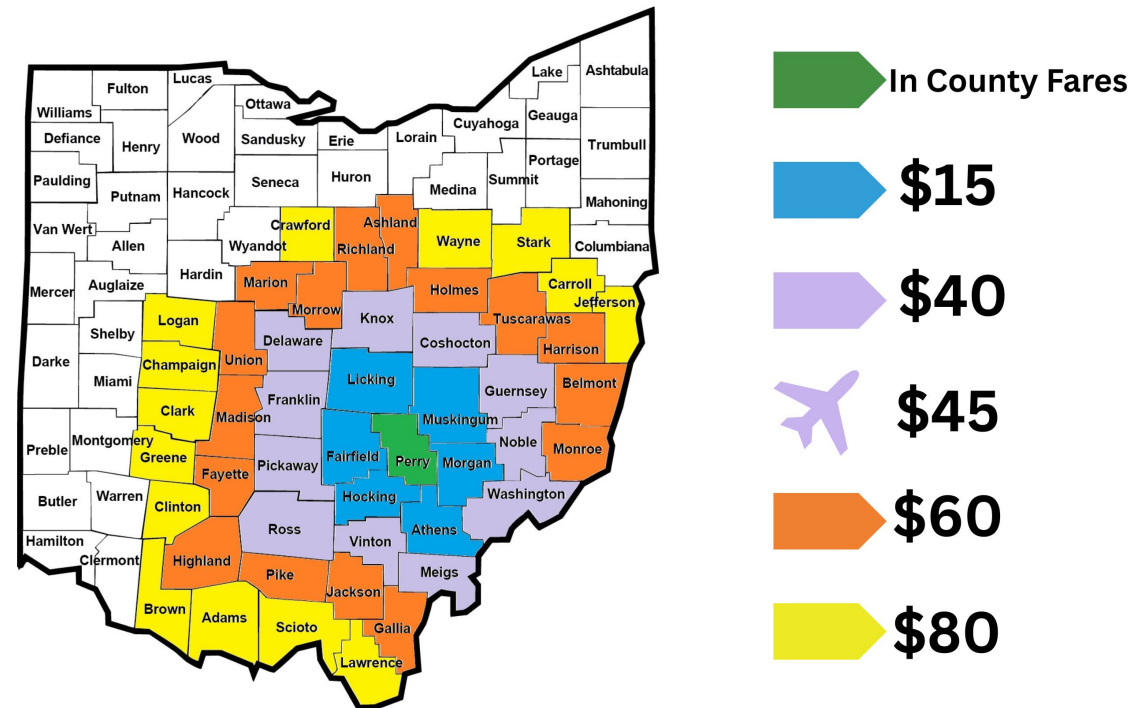 Lake
Ashtabula
Lucas
Fulton
Ottawa
Williams
Geauga
Cuyahoga
Defiance
Henry
Wood
Sandusky
Erie
Lorain
Trumbull
Portage
Paulding
Putnam
Hancock
Seneca
Huron
Medina
Summit
Mahoning
Van Wert
Allen
Wyandot
Crawford
Richland
Ashland
Wayne
Stark
Columbiana
Mercer
Auglaize
Hardin
Marion
Morrow
Holmes
Carroll
Jefferson
Tuscarawas
Harrison
Shelby
Logan
Knox
Coshocton
Delaware
Union
Darke
Miami
Champaign
Licking
Guernsey
Belmont
Clark
Madison
Franklin
Muskingum
Noble
Monroe
Preble
Montgomery
Greene
Fayette
Pickaway
Fairfield
Perry
Morgan
Washington
Butler
Warren
Clinton
Hocking
Ross
Athens
Hamilton
Clermont
Highland
Vinton
Meigs
Pike
Jackson
Brown
Adams
Scioto
Gallia
Lawrence
In County Fares
$15
$40
$45
$60
$80